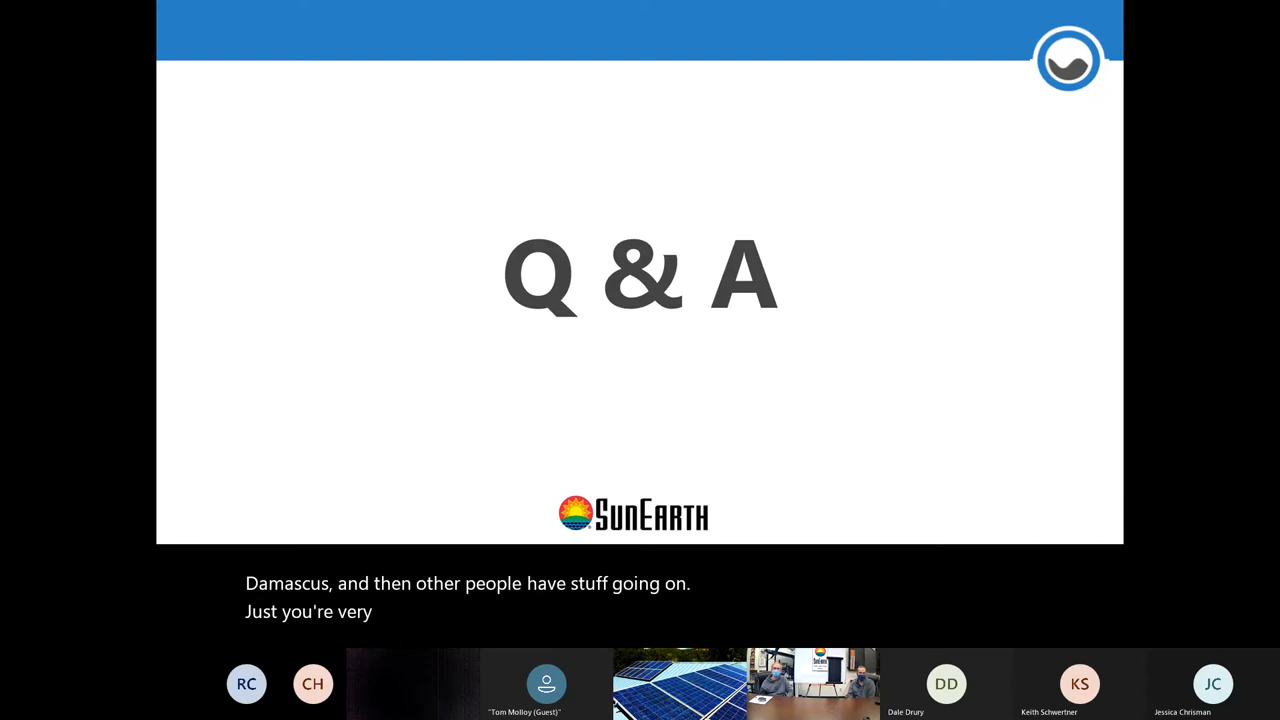 Q & A
SUNEARTH
Damascus, and then other people have stuff going on.
Just you're very
RC
CH
DD
KS
JC
"Tom Molloy (Guest)"
Dale Drury
Keith Schwertner
Jessica Chrisman